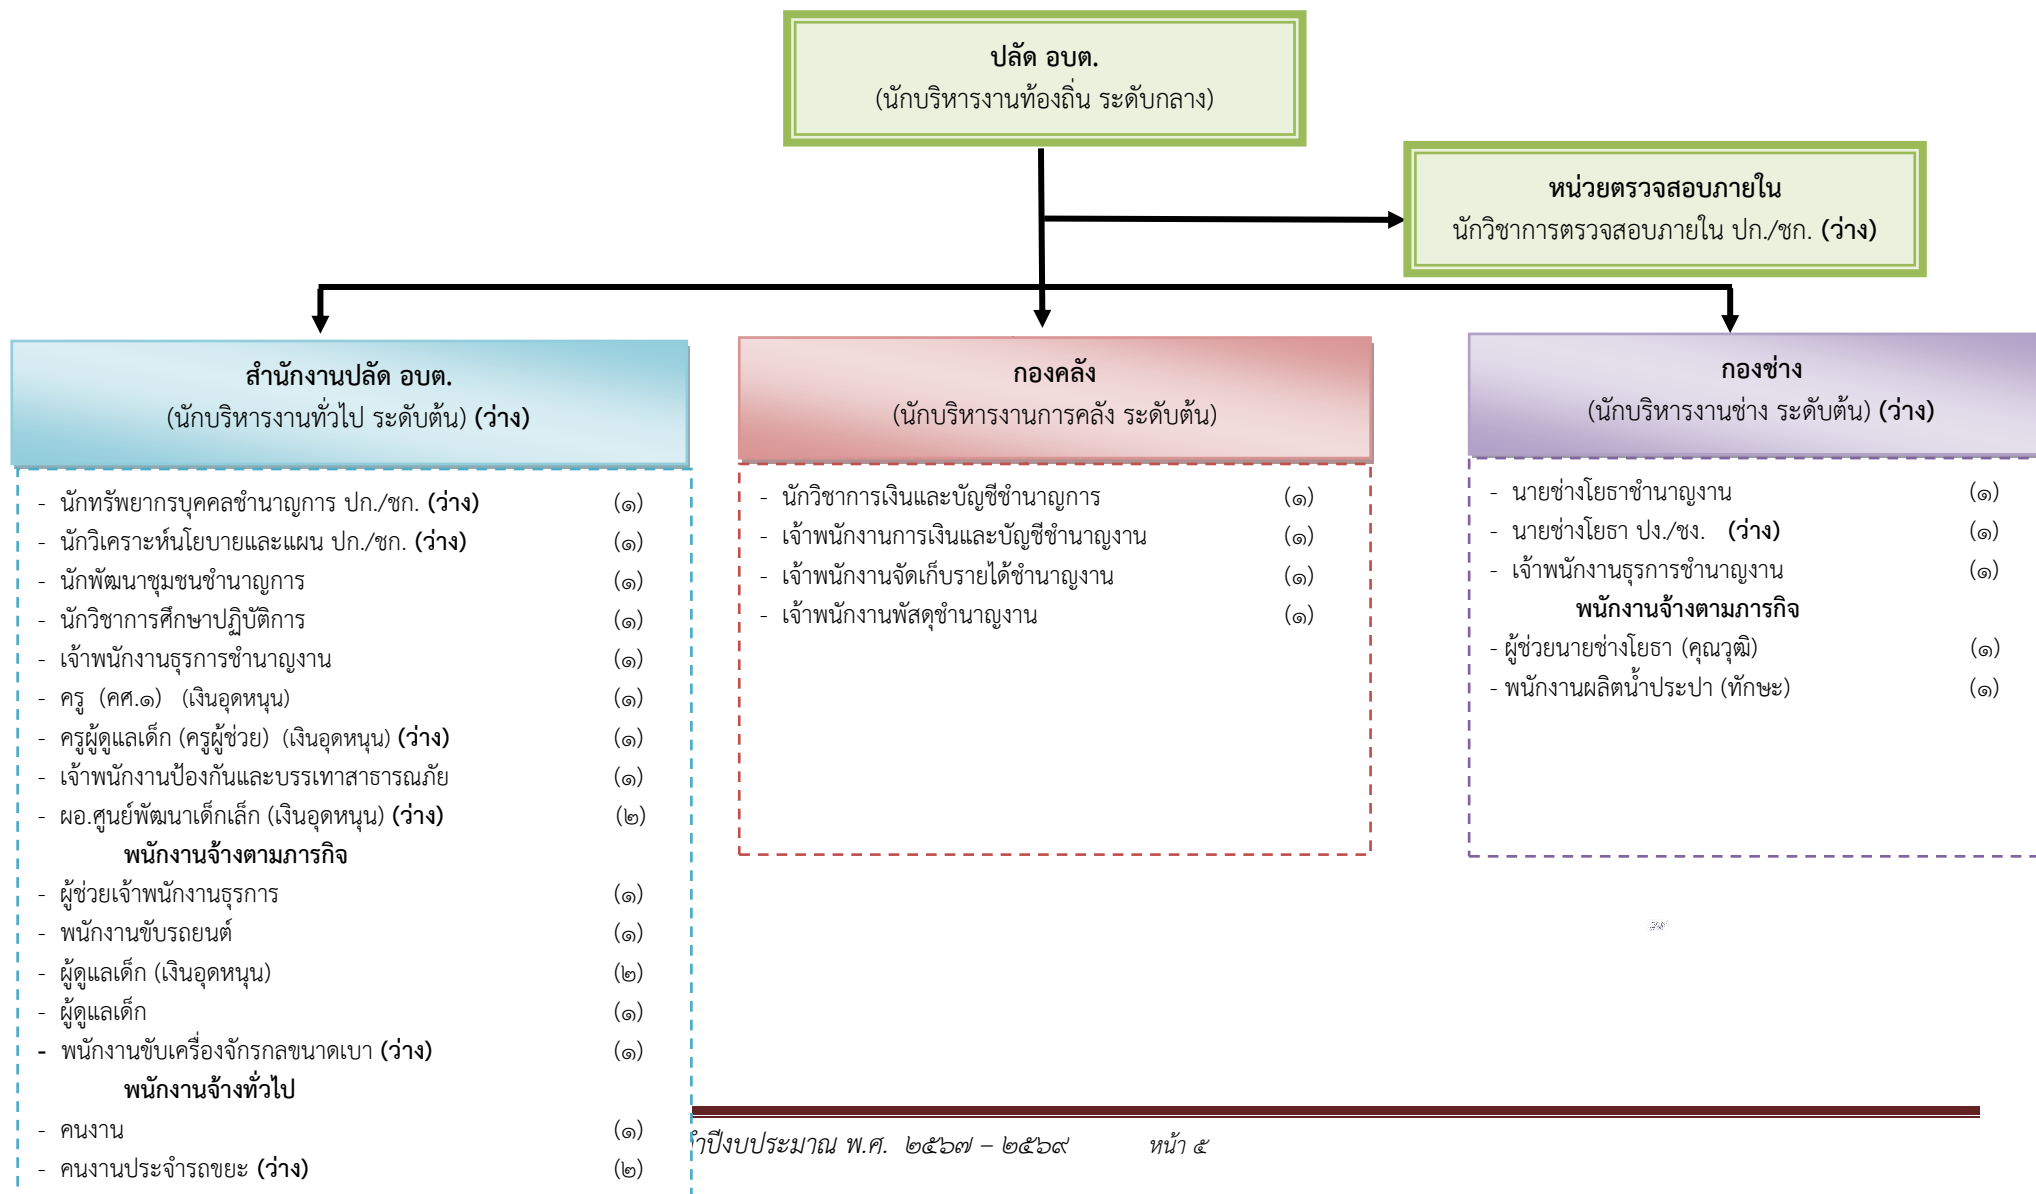 ปลัด อบต.
(นักบริหารงานท้องถิ่น ระดับกลาง)
หน่วยตรวจสอบภายใน
นักวิชาการตรวจสอบภายใน ปก./ชก. (ว่าง)
สำนักงานปลัด อบต.
(นักบริหารงานทั่วไป ระดับต้น) (ว่าง)
- นักทรัพยากรบุคคลชำนาญการ ปก./ชก. (ว่าง) (๑)
- นักวิเคราะห์นโยบายและแผน ปก./ชก. (ว่าง) (๑)
- นักพัฒนาชุมชนชำนาญการ (๑)
- นักวิชาการศึกษาปฏิบัติการ (๑)
- เจ้าพนักงานธุรการชำนาญงาน (๑)
- ครู (คศ.๑) (เงินอุดหนุน) (๑)
- ครูผู้ดูแลเด็ก (ครูผู้ช่วย) (เงินอุดหนุน) (ว่าง) (๑)
- เจ้าพนักงานป้องกันและบรรเทาสาธารณภัย (๑)
- ผอ.ศูนย์พัฒนาเด็กเล็ก (เงินอุดหนุน) (ว่าง) (๒)
พนักงานจ้างตามภารกิจ
- ผู้ช่วยเจ้าพนักงานธุรการ (๑)
- พนักงานขับรถยนต์ (๑)
- ผู้ดูแลเด็ก (เงินอุดหนุน) (๒)
- ผู้ดูแลเด็ก (๑)
- พนักงานขับเครื่องจักรกลขนาดเบา (ว่าง) (๑)
พนักงานจ้างทั่วไป
- คนงาน (๑)
- คนงานประจำรถขยะ (ว่าง) (๒)
กองคลัง
(นักบริหารงานการคลัง ระดับต้น)
- นักวิชาการเงินและบัญชีชำนาญการ (๑)
- เจ้าพนักงานการเงินและบัญชีชำนาญงาน (๑)
- เจ้าพนักงานจัดเก็บรายได้ชำนาญงาน (๑)
- เจ้าพนักงานพัสดุชำนาญงาน (๑)
กองช่าง
(นักบริหารงานช่าง ระดับต้น) (ว่าง)
- นายช่างโยธาชำนาญงาน (๑)
- นายช่างโยธา ปง./ชง. (ว่าง) (๑)
- เจ้าพนักงานธุรการชำนาญงาน (๑)
พนักงานจ้างตามภารกิจ
- ผู้ช่วยนายช่างโยธา (คุณวุฒิ) (๑)
- พนักงานผลิตน้ำประปา (ทักษะ) (๑)
ปีงบประมาณ พ.ศ. ๒๕๖๗ – ๒๕๖๙ หน้า ๕